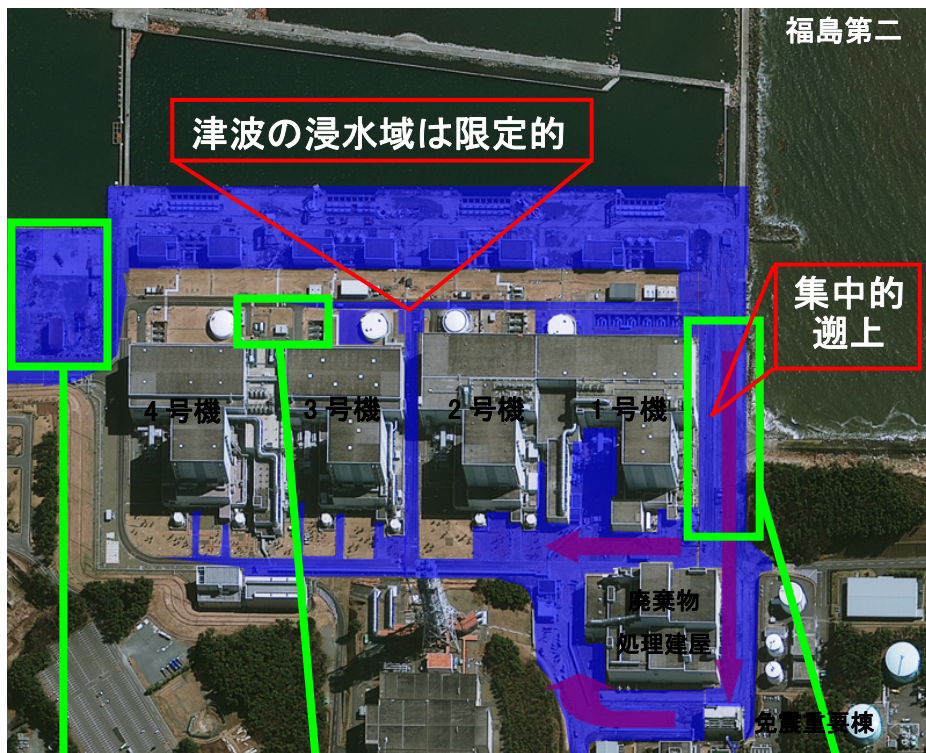 福島第二
津波の浸水域は限定的
集中的
遡上
4号機
3号機
2号機
1号機
廃棄物
処理建屋
免震重要棟